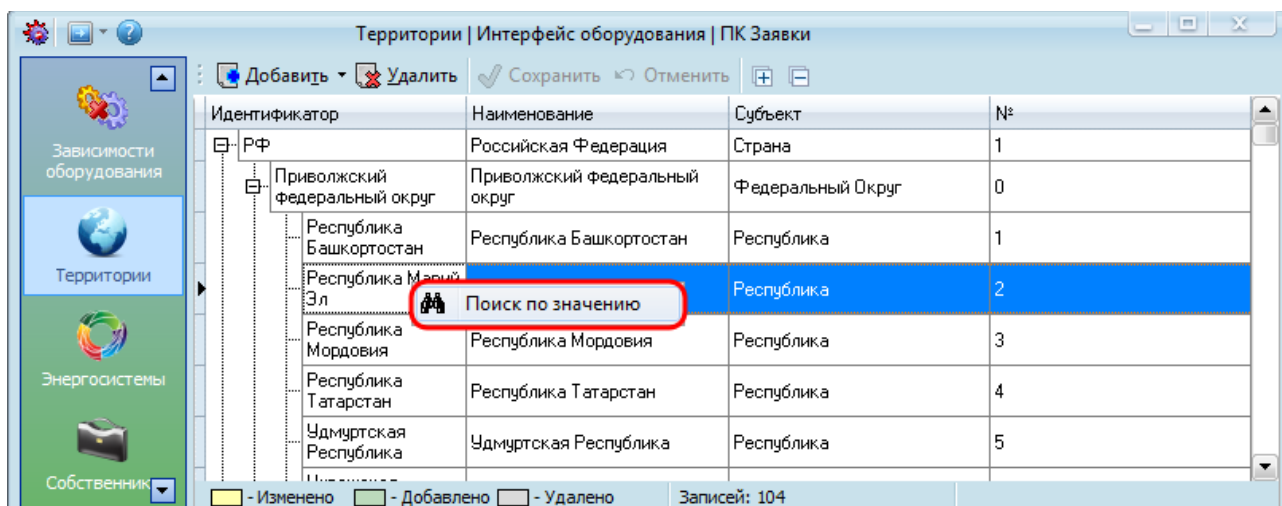 Территории | Интерфейс оборудования | ПК Заявки
Добавить Удалить Сохранить Отменить
Идентификатор Наименование Субъект №
РФ Российская Федерация Страна 1
Приволжский
федеральный округ
Приволжский федеральный
округ
Федеральный Округ 0
Республика
Башкортостан
Республика Башкортостан Республика 1
Республика Марий
Эл
Республика 2
Поиск по значению
Республика
Мордовия
Республика Мордовия Республика 3
Республика
Татарстан
Республика Татарстан Республика 4
Удмуртская
Республика
Удмуртская Республика Республика 5
Зависимости
оборудования
Территории
Энергосистемы
Собственник
- Изменено - Добавлено - Удалено Записей: 104